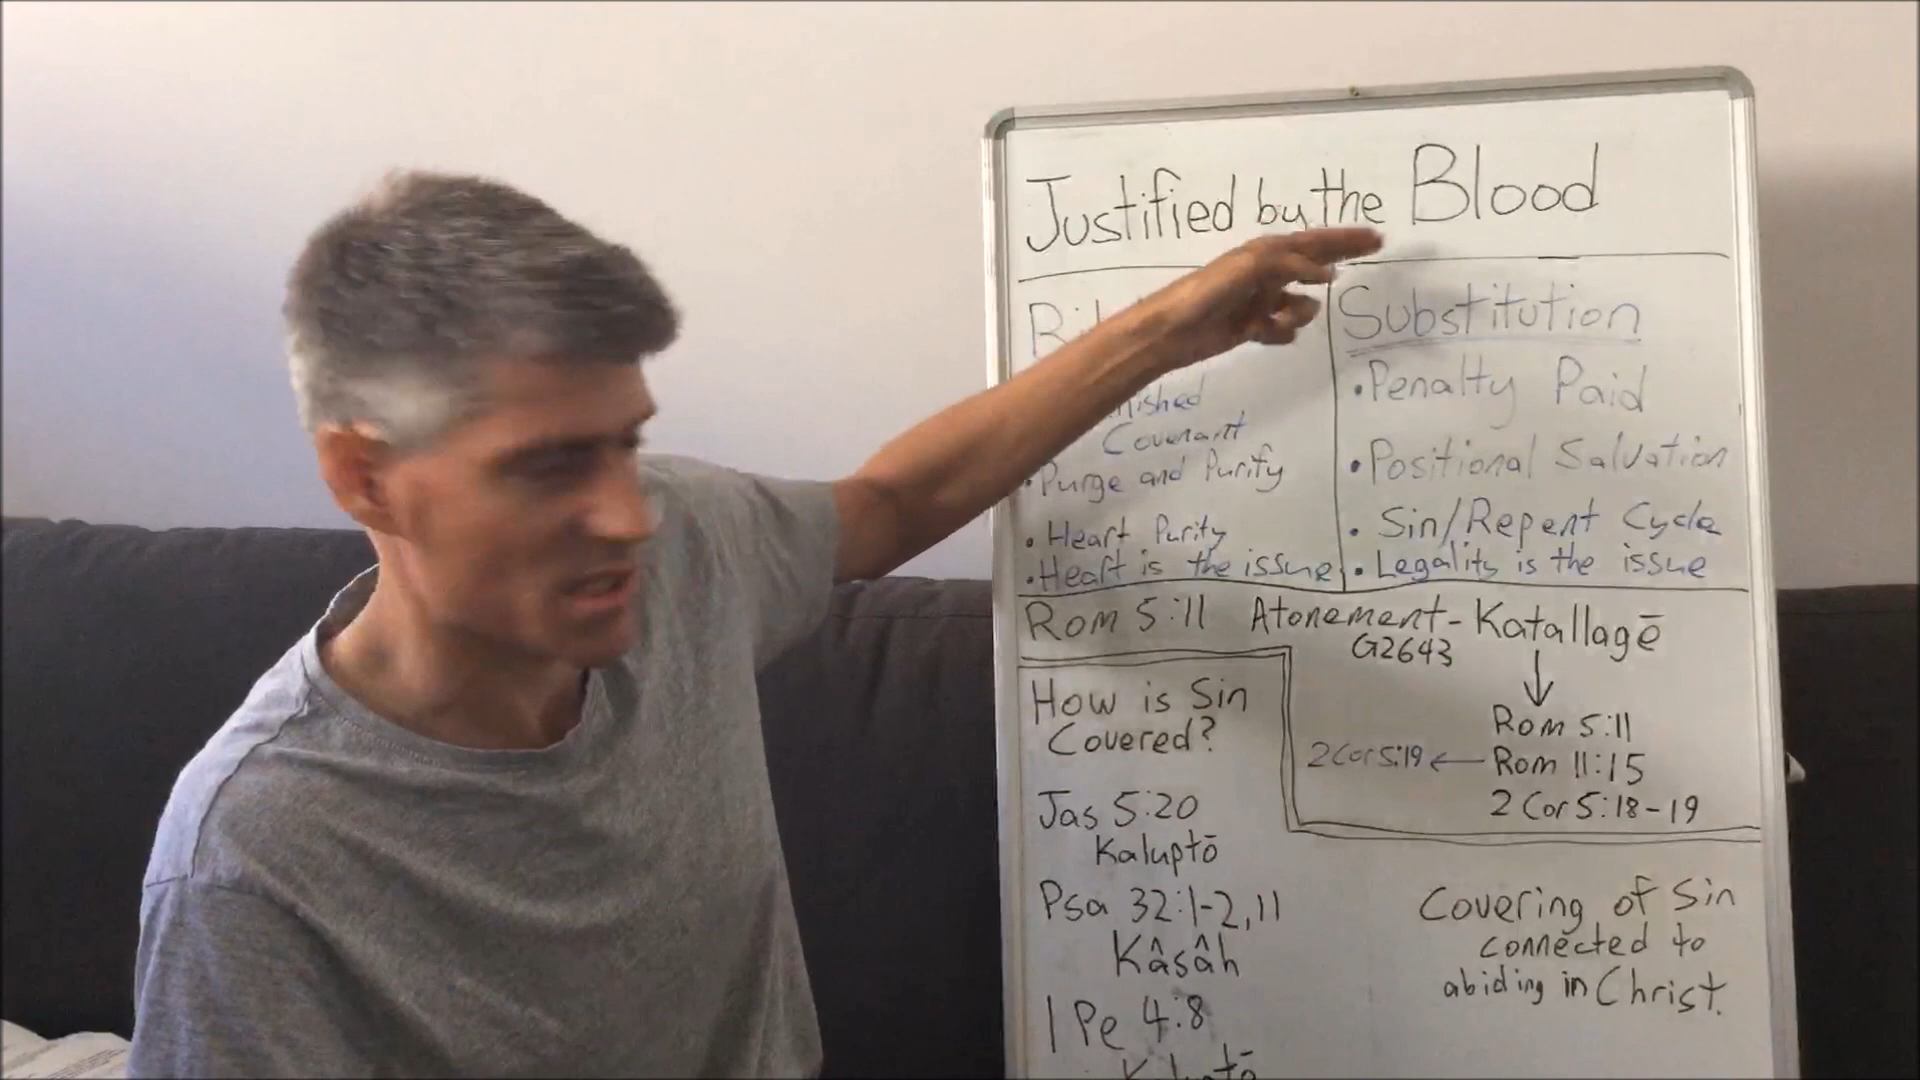 Justified by the Blood
Substitution
• Penalty Paid
Covenant
• Purge and Purify
• Positional Salvation
• Heart Purity
• Sin/Repent Cycle
• Heart is the issue
• Legality is the issue
Rom 5:11 Atonement - Katallagē
G2643
How is Sin
Covered?
Rom 5:11
2 Cor 5:19 ← Rom 11:15
2 Cor 5:18-19
Jas 5:20
Kaluptō
Psa 32:1-2, 11
Kâsâh
1 Pe 4:8
Covering of Sin
connected to
abiding in Christ.